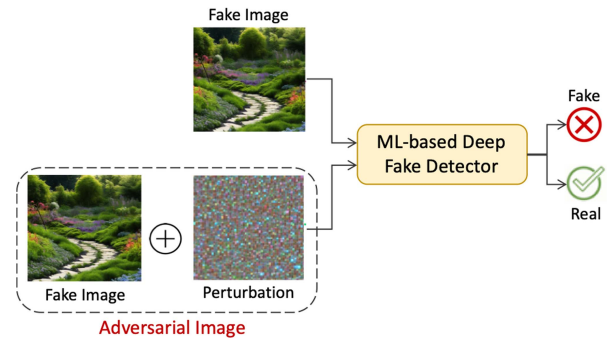 Fake Image
ML-based Deep
Fake Detector
Fake
Real
Fake Image
Perturbation
Adversarial Image